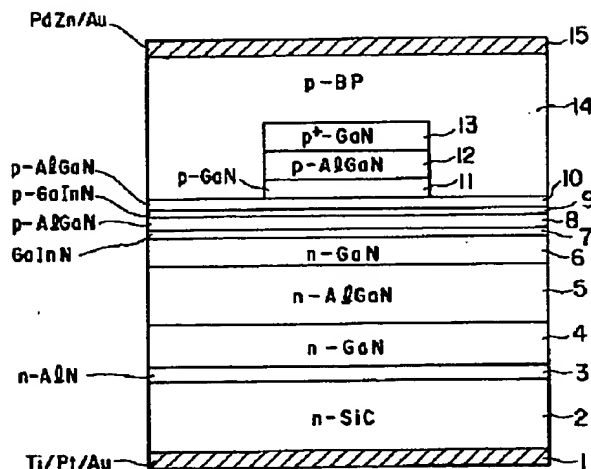 PdZn/Au
15
p-BP
14
p⁺-GaN
13
p-AlGaN
12
p-GaN
11
p-AlGaN
10
p-GaInN
9
p-AlGaN
8
GaInN
7
n-GaN
6
n-AlGaN
5
n-GaN
4
n-AlN
3
n-SiC
2
Ti/Pt/Au
1